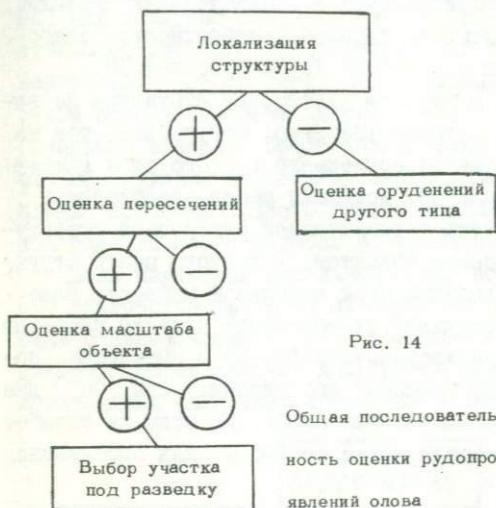 Локализация
структуры
+
−
Оценка пересечений
Оценка оруденений
другого типа
+
−
Оценка масштаба
объекта
Рис. 14
+
−
Общая последователь-
ность оценки рудопро-
явлений олова
Выбор участка
под разведку